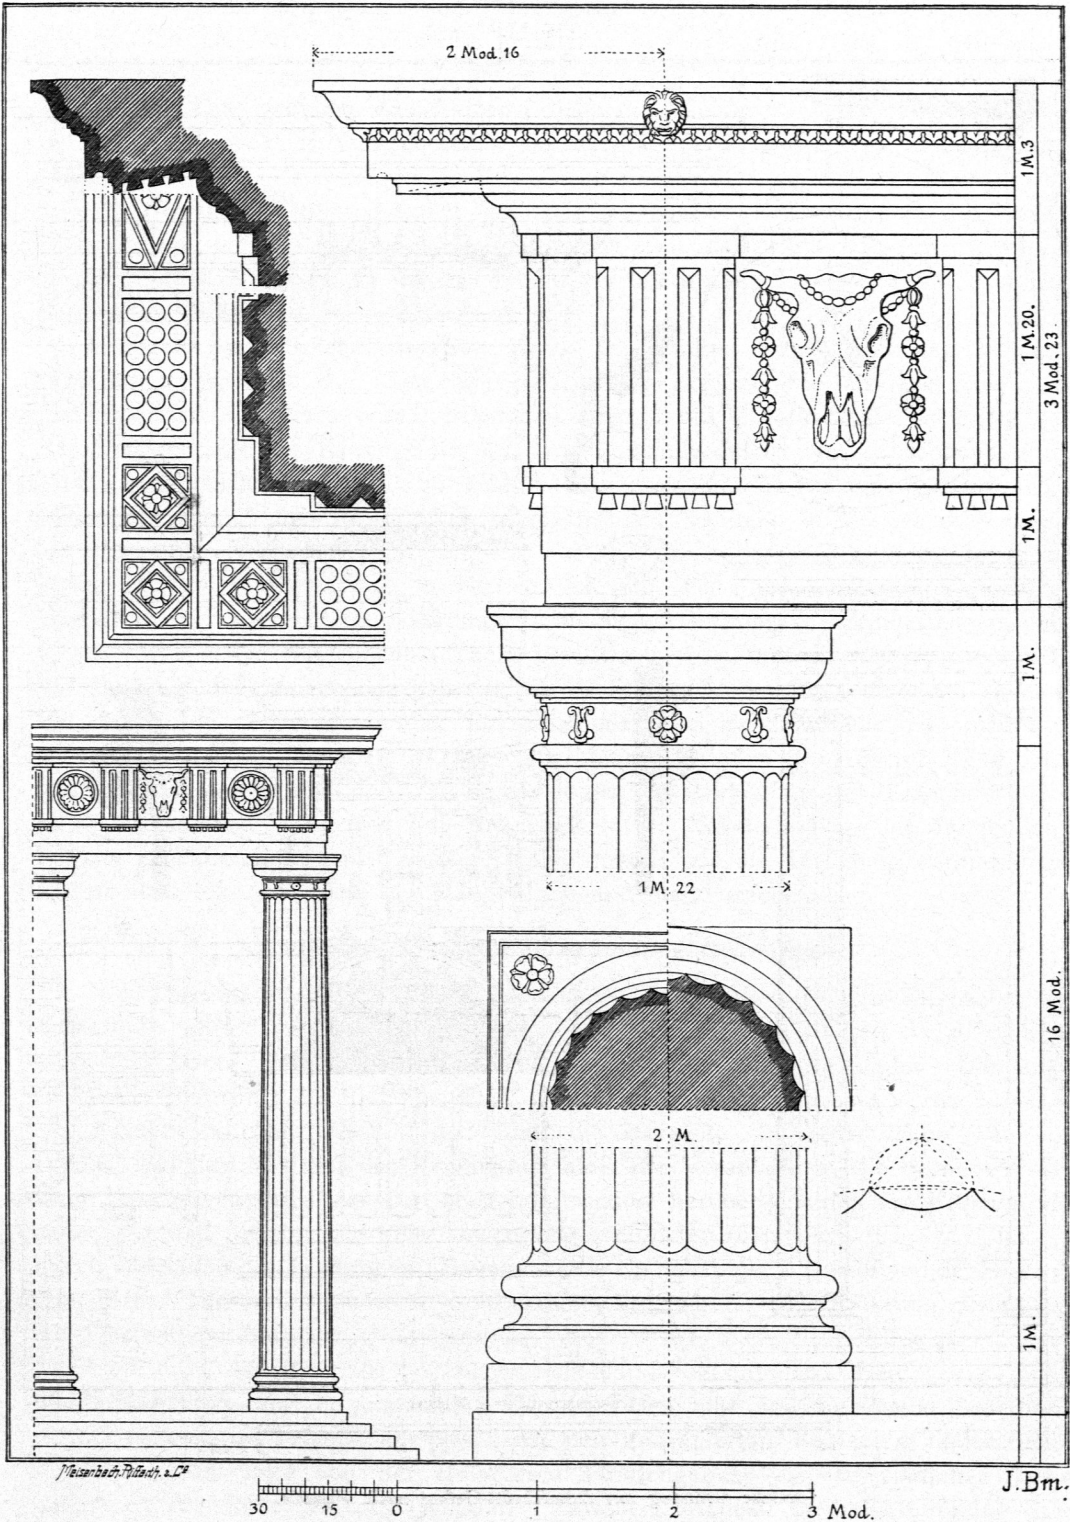 2 Mod. 16
1 M. 3
1 M. 20.
3 Mod. 23.
1 M.
1 M.
1 M. 22
16 Mod.
2 M.
1 M.
Meisenbach, Riffarth. & Co
J. Bm.
30 15 0 1 2 3 Mod.